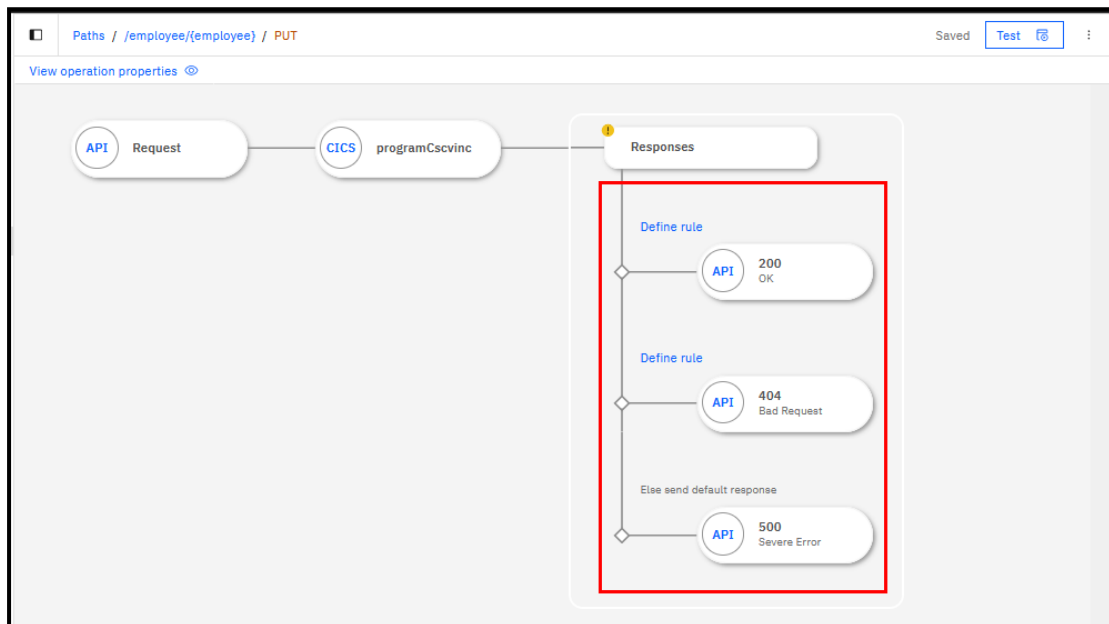 Paths / /employee/{employee} / PUT
Saved
Test
View operation properties
API Request
CICS programCscvinc
! Responses
Define rule
API 200
OK
Define rule
API 404
Bad Request
Else send default response
API 500
Severe Error